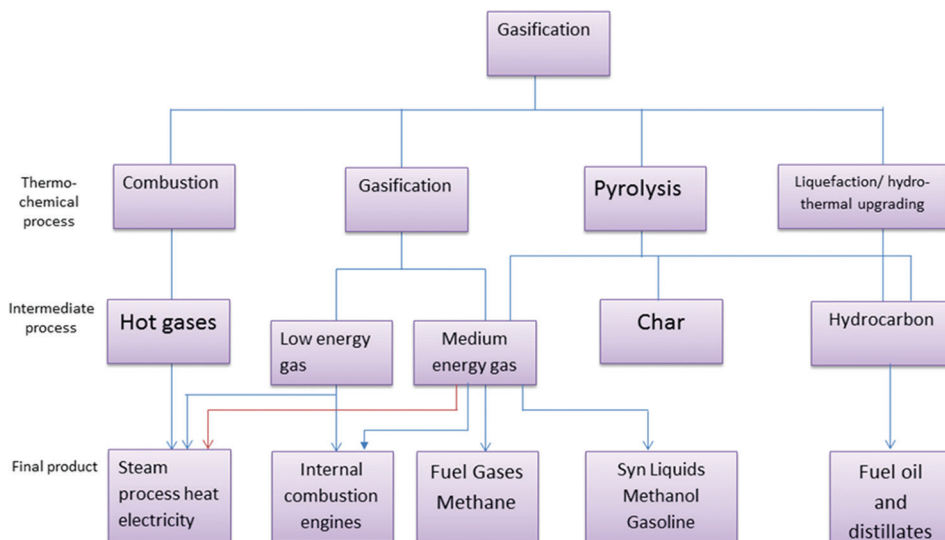 Gasification
Thermo-
chemical
process
Combustion
Gasification
Pyrolysis
Liquefaction/ hydro-
thermal upgrading
Intermediate
process
Hot gases
Low energy
gas
Medium
energy gas
Char
Hydrocarbon
Final product
Steam
process heat
electricity
Internal
combustion
engines
Fuel Gases
Methane
Syn Liquids
Methanol
Gasoline
Fuel oil
and
distillates